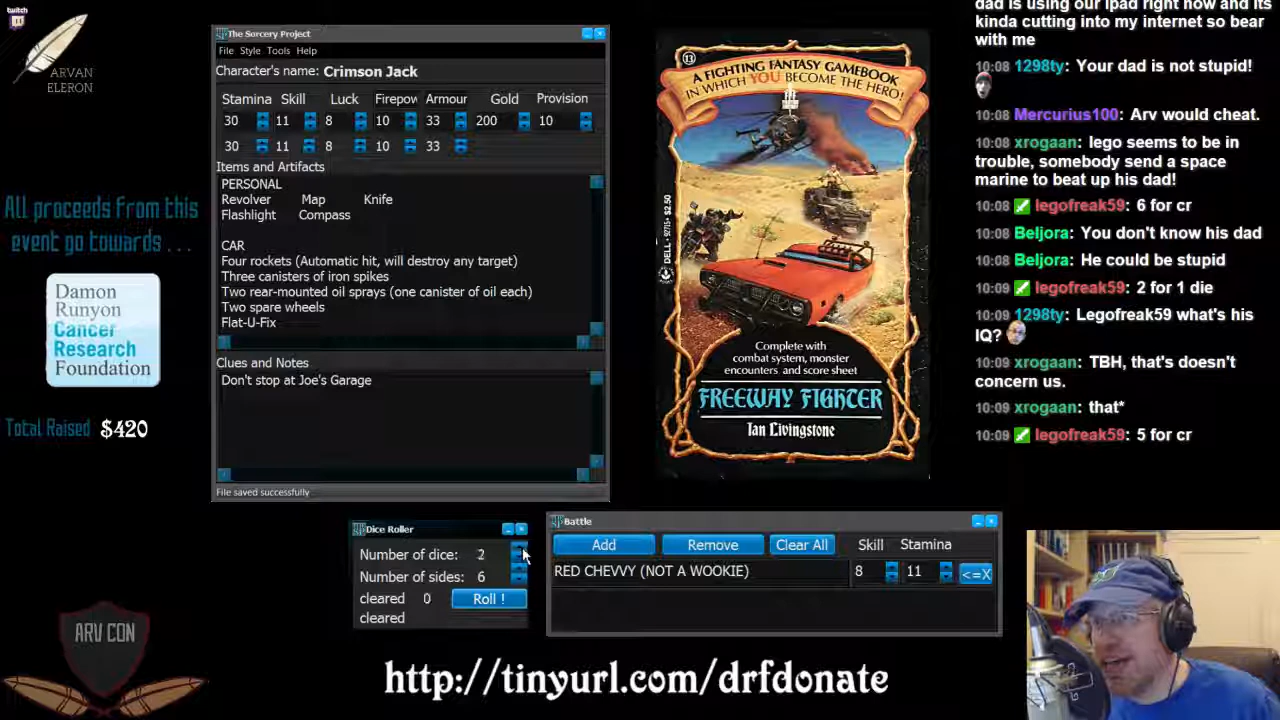 twitch
ARVAN
ELERON
All proceeds from this
event go towards . . .
Damon
Runyon
Cancer
Research
Foundation
Total Raised $420
ARV CON
The Sorcery Project
File Style Tools Help
Character's name: Crimson Jack
Stamina Skill Luck Firepow Armour Gold Provision
30 11 8 10 33 200 10
30 11 8 10 33
Items and Artifacts
PERSONAL
Revolver Map Knife
Flashlight Compass
CAR
Four rockets (Automatic hit, will destroy any target)
Three canisters of iron spikes
Two rear-mounted oil sprays (one canister of oil each)
Two spare wheels
Flat-U-Fix
Clues and Notes
Don't stop at Joe's Garage
File saved successfully
13
A FIGHTING FANTASY GAMEBOOK
IN WHICH YOU BECOME THE HERO!
DELL • 92715 • $2.50
Complete with
combat system, monster
encounters, and score sheet
FREEWAY FIGHTER
Ian Livingstone
Dice Roller
Number of dice: 2
Number of sides: 6
cleared 0 Roll !
cleared
Battle
Add Remove Clear All Skill Stamina
RED CHEVVY (NOT A WOOKIE) 8 11 <=X
http://tinyurl.com/drfdonate
dad is using our ipad right now and its
kinda cutting into my internet so bear
with me
10:08 1298ty: Your dad is not stupid!
10:08 Mercurius100: Arv would cheat.
10:08 xrogaan: lego seems to be in
trouble, somebody send a space
marine to beat up his dad!
10:08 legofreak59: 6 for cr
10:08 Beljora: You don't know his dad
10:08 Beljora: He could be stupid
10:09 legofreak59: 2 for 1 die
10:09 1298ty: Legofreak59 what's his
IQ?
10:09 xrogaan: TBH, that's doesn't
concern us.
10:09 xrogaan: that*
10:09 legofreak59: 5 for cr